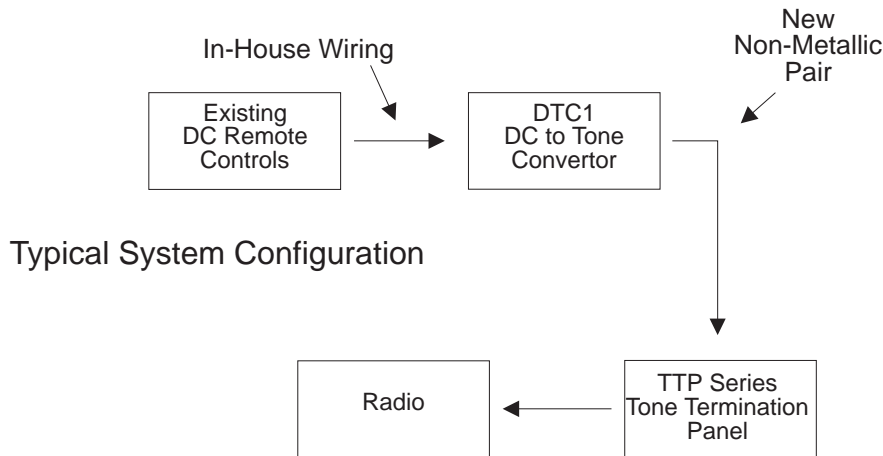 New
Non-Metallic
Pair
In-House Wiring
Existing
DC Remote
Controls
DTC1
DC to Tone
Convertor
Typical System Configuration
Radio
TTP Series
Tone Termination
Panel